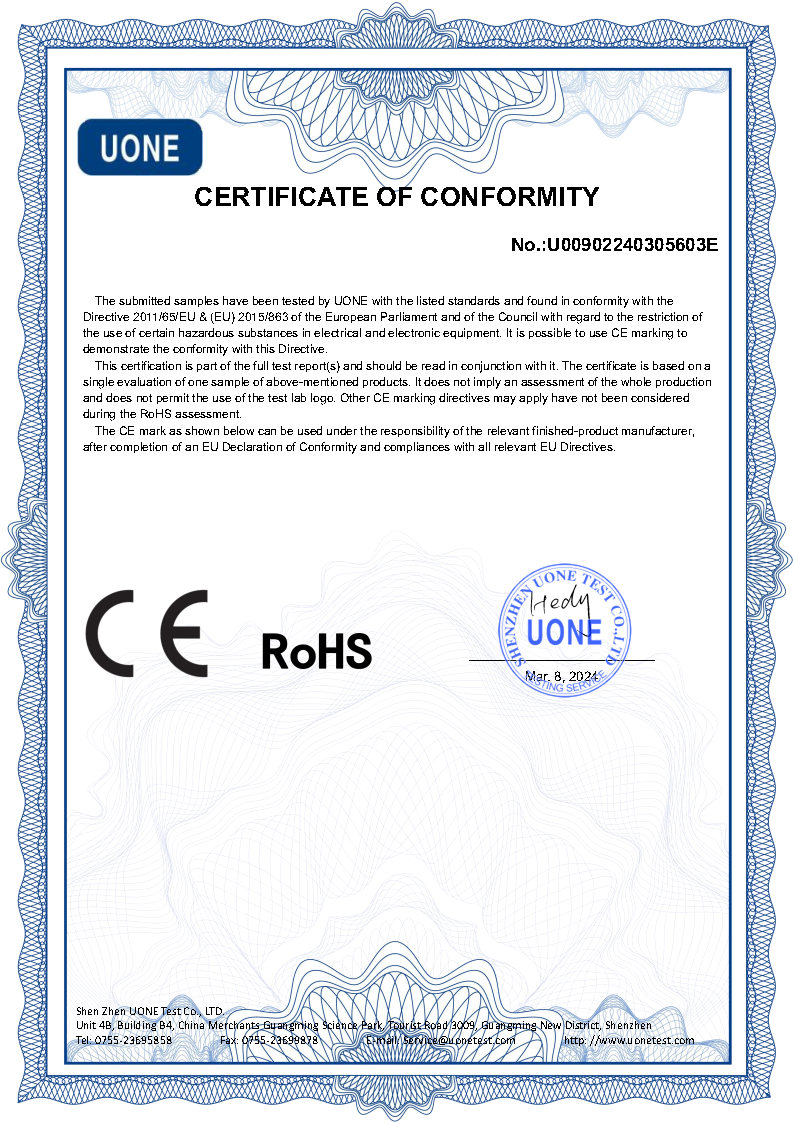 UONE
CERTIFICATE OF CONFORMITY
No.:U00902240305603E
The submitted samples have been tested by UONE with the listed standards and found in conformity with the
Directive 2011/65/EU & (EU) 2015/863 of the European Parliament and of the Council with regard to the restriction of
the use of certain hazardous substances in electrical and electronic equipment. It is possible to use CE marking to
demonstrate the conformity with this Directive.
This certification is part of the full test report(s) and should be read in conjunction with it. The certificate is based on a
single evaluation of one sample of above-mentioned products. It does not imply an assessment of the whole production
and does not permit the use of the test lab logo. Other CE marking directives may apply have not been considered
during the RoHS assessment.
The CE mark as shown below can be used under the responsibility of the relevant finished-product manufacturer,
after completion of an EU Declaration of Conformity and compliances with all relevant EU Directives.
CE
RoHS
SHENZHEN UONE TEST CO.,LTD
Hedy
UONE
Mar. 8, 2024
TESTING SERVICE
Shen Zhen UONE Test Co., LTD.
Unit 4B, Building B4, China Merchants Guangming Science Park, Tourist Road 3009, Guangming New District, Shenzhen
Tel: 0755-23695858 Fax: 0755-23699878 E-mail: Service@uonetest.com http: //www.uonetest.com